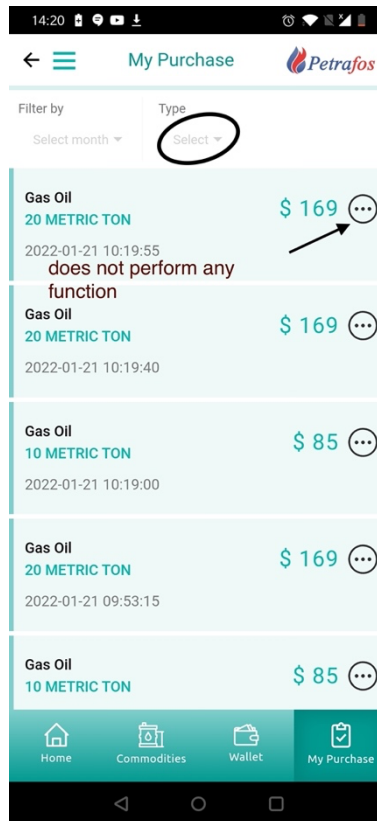 14:20
My Purchase
Petrafos
Filter by
Type
Select month
Select
Gas Oil
$ 169
20 METRIC TON
2022-01-21 10:19:55
does not perform any
function
Gas Oil
$ 169
20 METRIC TON
2022-01-21 10:19:40
Gas Oil
$ 85
10 METRIC TON
2022-01-21 10:19:00
Gas Oil
$ 169
20 METRIC TON
2022-01-21 09:53:15
Gas Oil
$ 85
10 METRIC TON
Home
Commodities
Wallet
My Purchase